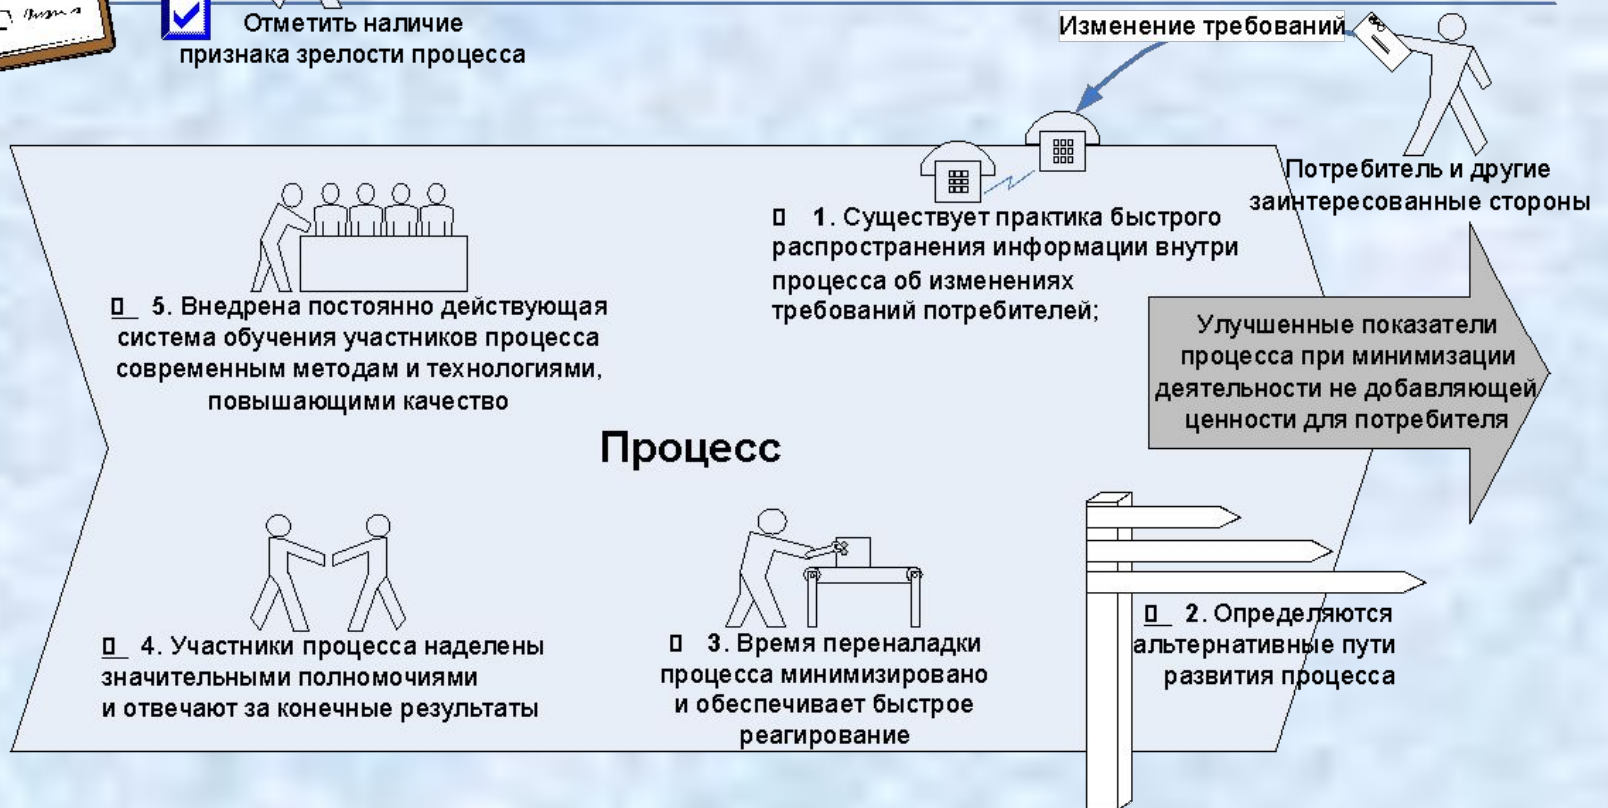 Отметить наличие
признака зрелости процесса
Изменение требований
Потребитель и другие
заинтересованные стороны
1. Существует практика быстрого
распространения информации внутри
процесса об изменениях
требований потребителей;
5. Внедрена постоянно действующая
система обучения участников процесса
современным методам и технологиями,
повышающими качество
Улучшенные показатели
процесса при минимизации
деятельности не добавляющей
ценности для потребителя
Процесс
4. Участники процесса наделены
значительными полномочиями
и отвечают за конечные результаты
3. Время переналадки
процесса минимизировано
и обеспечивает быстрое
реагирование
2. Определяются
альтернативные пути
развития процесса